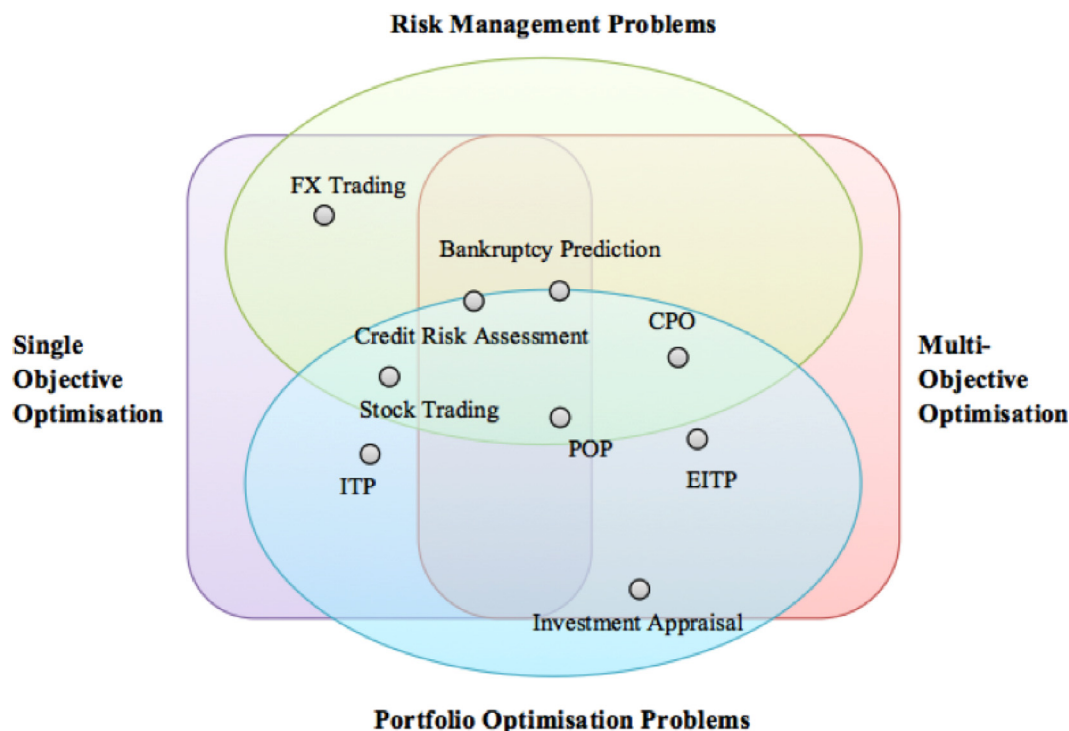 Risk Management Problems
FX Trading
Bankruptcy Prediction
CPO
Credit Risk Assessment
Single
Objective
Optimisation
Multi-
Objective
Optimisation
Stock Trading
POP
ITP
EITP
Investment Appraisal
Portfolio Optimisation Problems